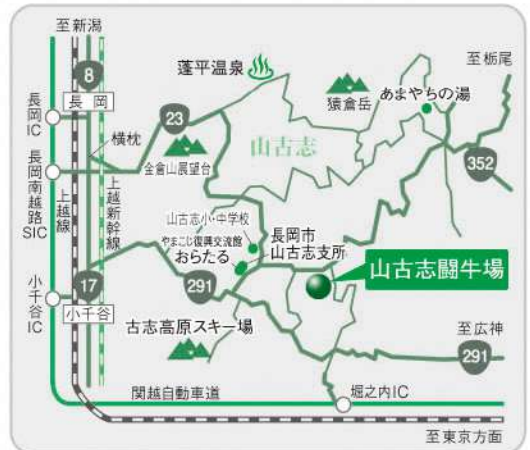 至新潟
8
長岡
長岡IC
横枕
23
蓬平温泉
猿倉岳
あまやちの湯
至栃尾
352
金倉山展望台
山古志
長岡南越路SIC
上越線
上越新幹線
山古志小・中学校
やまこし復興交流館
おらたる
長岡市
山古志支所
山古志闘牛場
小千谷IC
17
小千谷
291
古志高原スキー場
至広神
291
関越自動車道
堀之内IC
至東京方面